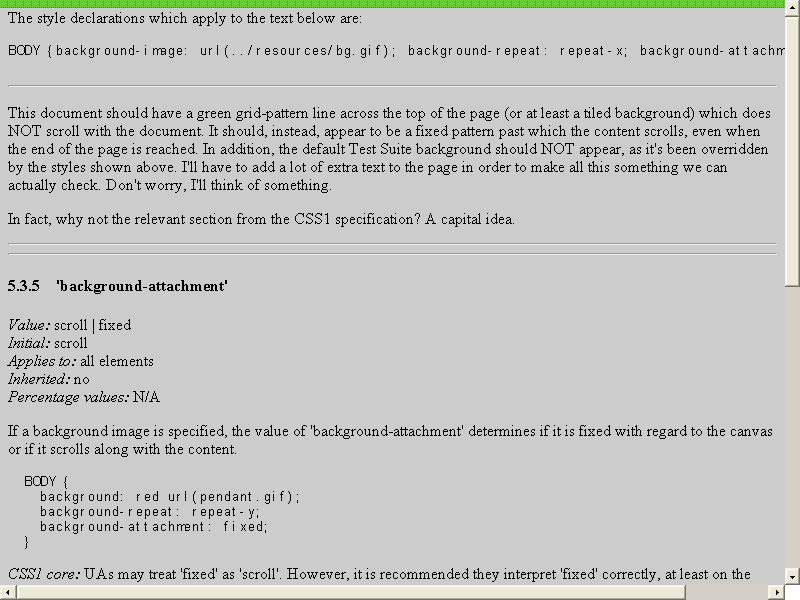 The style declarations which apply to the text below are:
BODY {background-image: url(../resources/bg.gif); background-repeat: repeat-x; background-attachm
This document should have a green grid-pattern line across the top of the page (or at least a tiled background) which does
NOT scroll with the document. It should, instead, appear to be a fixed pattern past which the content scrolls, even when
the end of the page is reached. In addition, the default Test Suite background should NOT appear, as it's been overridden
by the styles shown above. I'll have to add a lot of extra text to the page in order to make all this something we can
actually check. Don't worry, I'll think of something.
In fact, why not the relevant section from the CSS1 specification? A capital idea.
5.3.5 'background-attachment'
Value: scroll | fixed
Initial: scroll
Applies to: all elements
Inherited: no
Percentage values: N/A
If a background image is specified, the value of 'background-attachment' determines if it is fixed with regard to the canvas
or if it scrolls along with the content.
BODY {
background: red url(pendant.gif);
background-repeat: repeat-y;
background-attachment: fixed;
}
CSS1 core: UAs may treat 'fixed' as 'scroll'. However, it is recommended they interpret 'fixed' correctly, at least on the